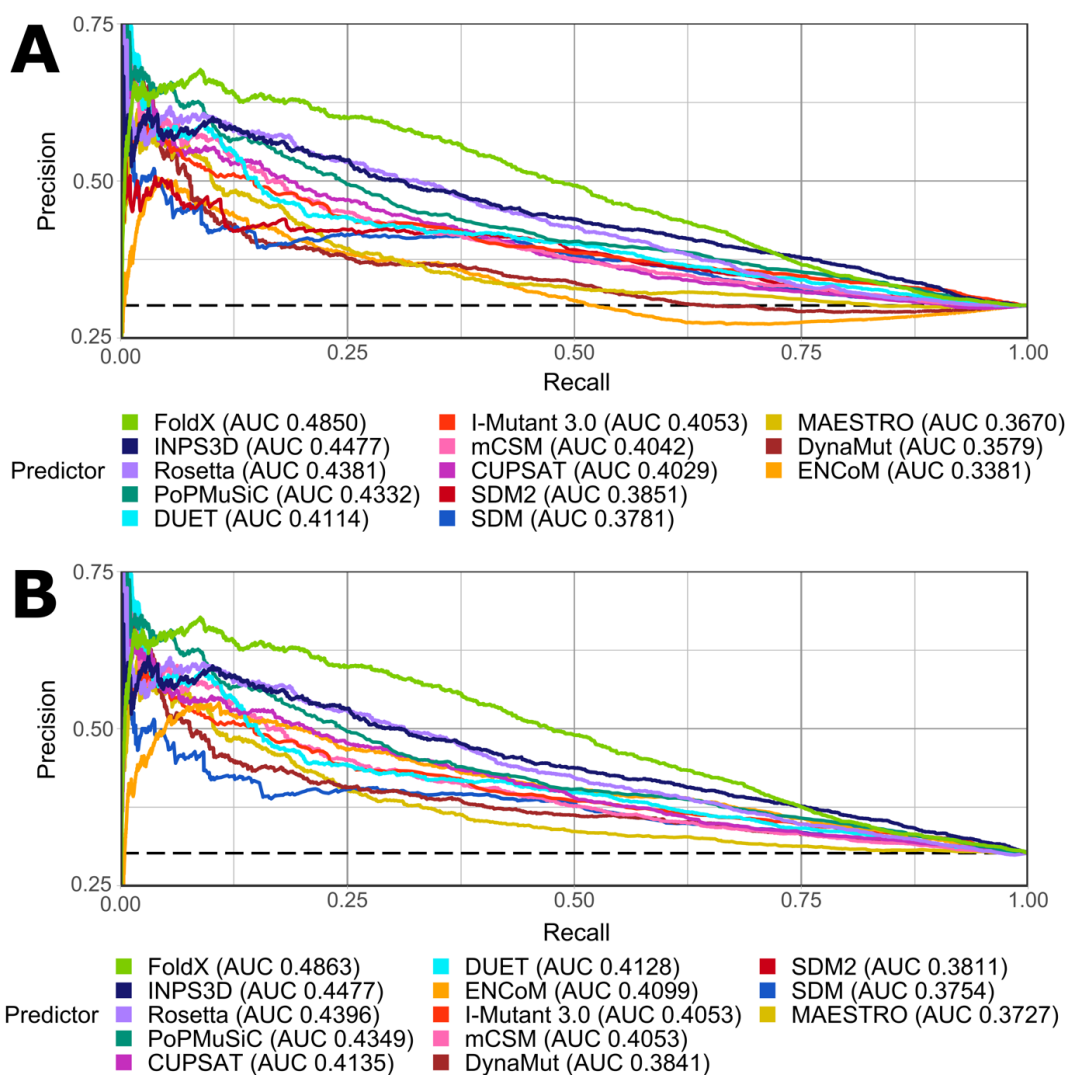 A
0.75
0.50
0.25
Precision
0.00 0.25 0.50 0.75 1.00
Recall
Predictor
FoldX (AUC 0.4850)
INPS3D (AUC 0.4477)
Rosetta (AUC 0.4381)
PoPMuSiC (AUC 0.4332)
DUET (AUC 0.4114)
I-Mutant 3.0 (AUC 0.4053)
mCSM (AUC 0.4042)
CUPSAT (AUC 0.4029)
SDM2 (AUC 0.3851)
SDM (AUC 0.3781)
MAESTRO (AUC 0.3670)
DynaMut (AUC 0.3579)
ENCoM (AUC 0.3381)
B
0.75
0.50
0.25
Precision
0.00 0.25 0.50 0.75 1.00
Recall
Predictor
FoldX (AUC 0.4863)
INPS3D (AUC 0.4477)
Rosetta (AUC 0.4396)
PoPMuSiC (AUC 0.4349)
CUPSAT (AUC 0.4135)
DUET (AUC 0.4128)
ENCoM (AUC 0.4099)
I-Mutant 3.0 (AUC 0.4053)
mCSM (AUC 0.4053)
DynaMut (AUC 0.3841)
SDM2 (AUC 0.3811)
SDM (AUC 0.3754)
MAESTRO (AUC 0.3727)